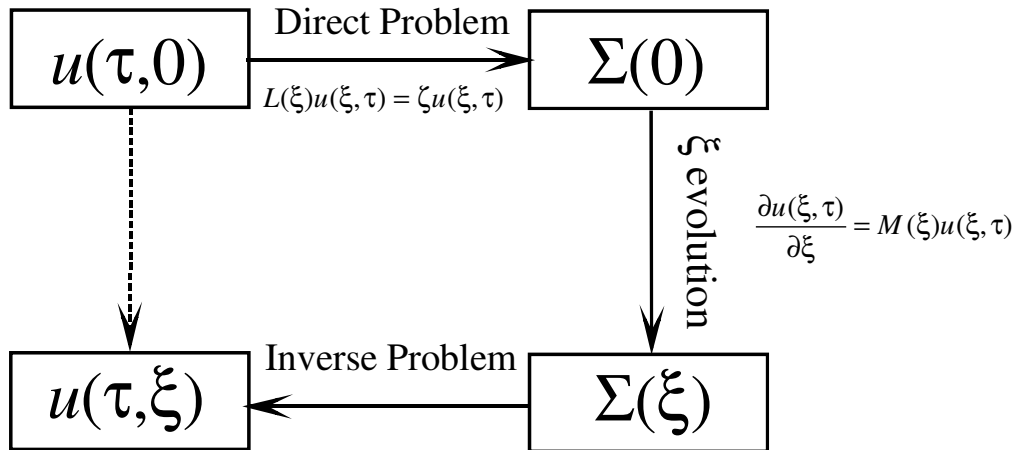 Direct Problem
u(τ,0)
Σ(0)
L(ξ)u(ξ,τ) = ζu(ξ,τ)
ξ evolution
∂u(ξ,τ)/∂ξ = M(ξ)u(ξ,τ)
Inverse Problem
u(τ,ξ)
Σ(ξ)